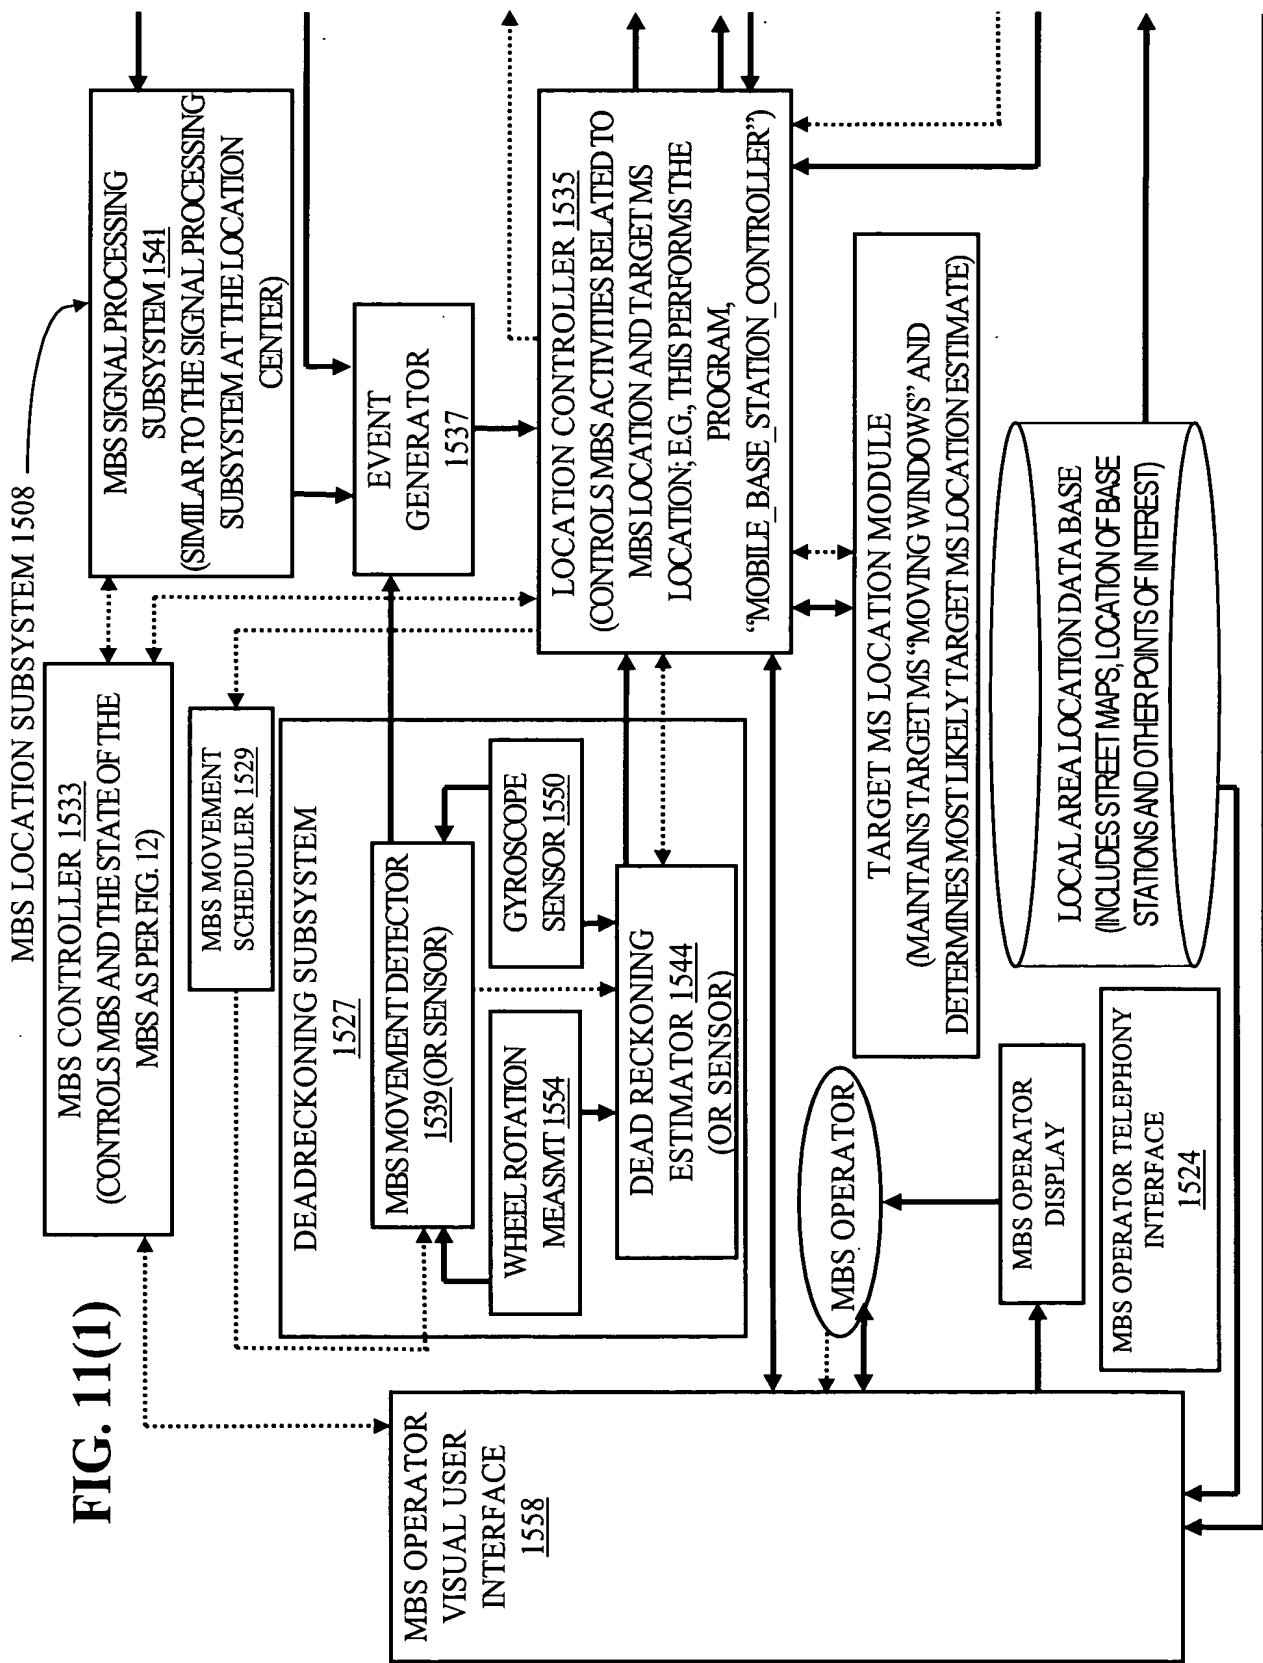 FIG. 11(1)
MBS LOCATION SUBSYSTEM 1508
MBS CONTROLLER 1533
(CONTROLS MBS AND THE STATE OF THE
MBS AS PER FIG. 12)
MBS SIGNAL PROCESSING
SUBSYSTEM 1541
(SIMILAR TO THE SIGNAL PROCESSING
SUBSYSTEM AT THE LOCATION
CENTER)
MBS MOVEMENT
SCHEDULER 1529
DEADRECKONING SUBSYSTEM
1527
MBS MOVEMENT DETECTOR
1539 (OR SENSOR)
WHEEL ROTATION
MEASMT 1554
GYROSCOPE
SENSOR 1550
DEAD RECKONING
ESTIMATOR 1544
(OR SENSOR)
EVENT
GENERATOR
1537
LOCATION CONTROLLER 1535
(CONTROLS MBS ACTIVITIES RELATED TO
MBS LOCATION AND TARGET MS
LOCATION; E.G., THIS PERFORMS THE
PROGRAM,
“MOBILE_BASE_STATION_CONTROLLER”)
MBS OPERATOR
VISUAL USER
INTERFACE
1558
MBS OPERATOR
MBS OPERATOR
DISPLAY
MBS OPERATOR TELEPHONY
INTERFACE
1524
TARGET MS LOCATION MODULE
(MAINTAINS TARGET MS “MOVING WINDOWS” AND
DETERMINES MOST LIKELY TARGET MS LOCATION ESTIMATE)
LOCAL AREA LOCATION DATA BASE
(INCLUDES STREET MAPS, LOCATION OF BASE
STATIONS AND OTHER POINTS OF INTEREST)